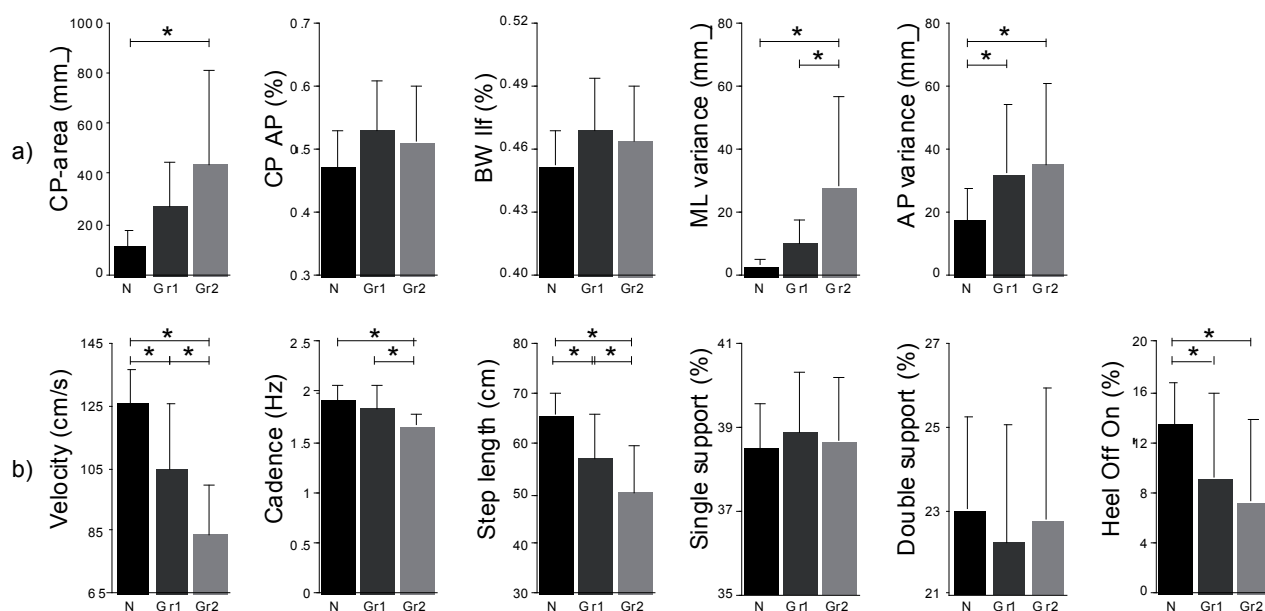 a)
CP-area (mm_)
1000
800
600
400
200
0
*
N Gr1 Gr2
CP AP (%)
0.7
0.6
0.5
0.4
0.3
N Gr1 Gr2
BW llf (%)
0.52
0.49
0.46
0.43
0.40
N Gr1 Gr2
ML variance (mm_)
80
60
40
20
0
*
*
N Gr1 Gr2
AP variance (mm_)
80
60
40
20
0
*
*
N Gr1 Gr2
b)
Velocity (cm/s)
145
125
105
85
65
*
* *
N Gr1 Gr2
Cadence (Hz)
2.5
2
1.5
1
0.5
0
*
*
N Gr1 Gr2
Step length (cm)
80
70
60
50
40
30
*
* *
N Gr1 Gr2
Single support (%)
41
39
37
35
N Gr1 Gr2
Double support (%)
27
25
23
21
N Gr1 Gr2
Heel Off On (%)
20
16
12
8
4
0
*
*
N Gr1 Gr2